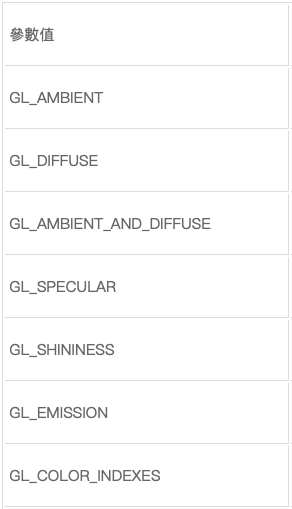 參數值
GL_AMBIENT
GL_DIFFUSE
GL_AMBIENT_AND_DIFFUSE
GL_SPECULAR
GL_SHININESS
GL_EMISSION
GL_COLOR_INDEXES